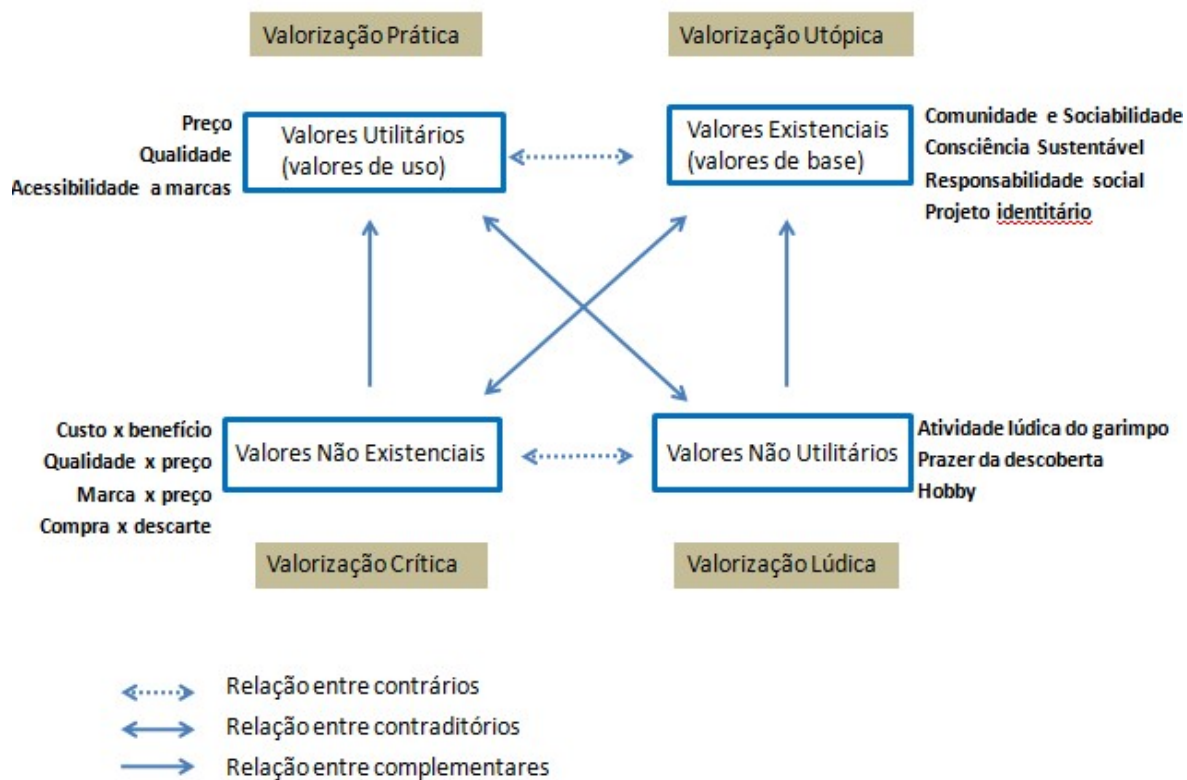 Valorização Prática
Valorização Utópica
Preço
Qualidade
Acessibilidade a marcas
Valores Utilitários
(valores de uso)
Valores Existenciais
(valores de base)
Comunidade e Sociabilidade
Consciência Sustentável
Responsabilidade social
Projeto identitário
Custo x benefício
Qualidade x preço
Marca x preço
Compra x descarte
Valores Não Existenciais
Valores Não Utilitários
Atividade lúdica do garimpo
Prazer da descoberta
Hobby
Valorização Crítica
Valorização Lúdica
Relação entre contrários
Relação entre contraditórios
Relação entre complementares